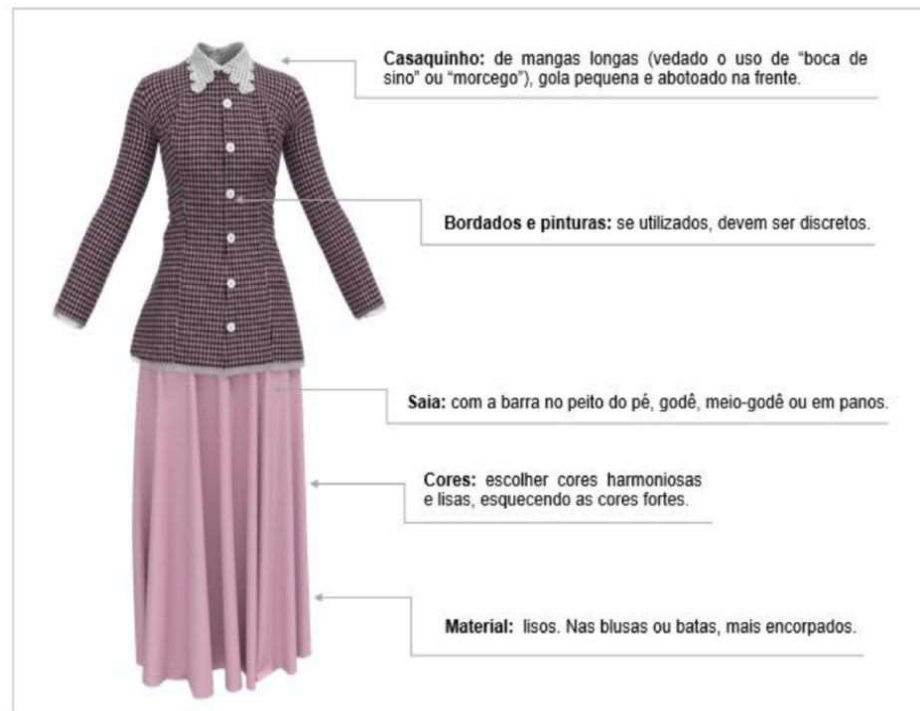 Casaquinho: de mangas longas (vedado o uso de “boca de
sino” ou “morcego”), gola pequena e abotoado na frente.
Bordados e pinturas: se utilizados, devem ser discretos.
Saia: com a barra no peito do pé, godê, meio-godê ou em panos.
Cores: escolher cores harmoniosas
e lisas, esquecendo as cores fortes.
Material: lisos. Nas blusas ou batas, mais encorpados.